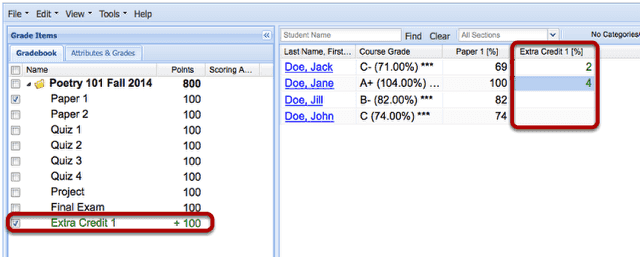 File Edit View Tools Help
Grade Items
Gradebook Attributes & Grades
Name Points Scoring A...
Poetry 101 Fall 2014 800
Paper 1 100
Paper 2 100
Quiz 1 100
Quiz 2 100
Quiz 3 100
Quiz 4 100
Project 100
Final Exam 100
Extra Credit 1 + 100
Student Name Find Clear All Sections No Categories/
Last Name, First... Course Grade Paper 1 [%] Extra Credit 1 [%]
Doe, Jack C- (71.00%) *** 69 2
Doe, Jane A+ (104.00%) ... 100 4
Doe, Jill B- (82.00%) *** 82
Doe, John C (74.00%) *** 74